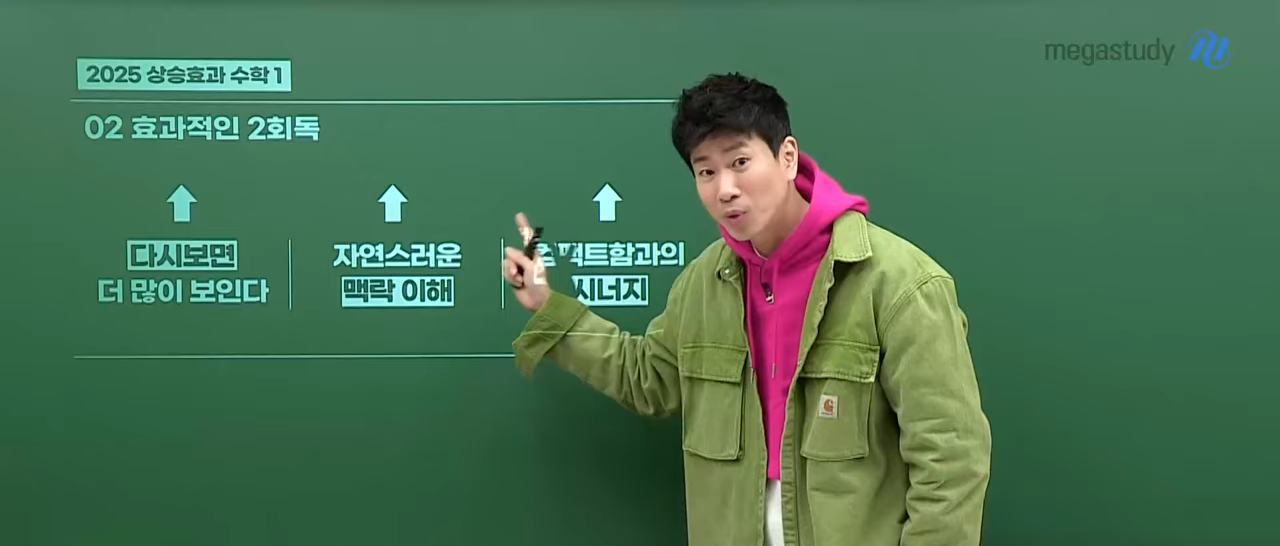 megastudy
2025 상승효과 수학 1
02 효과적인 2회독
다시보면
더 많이 보인다
자연스러운
맥락 이해
시너지